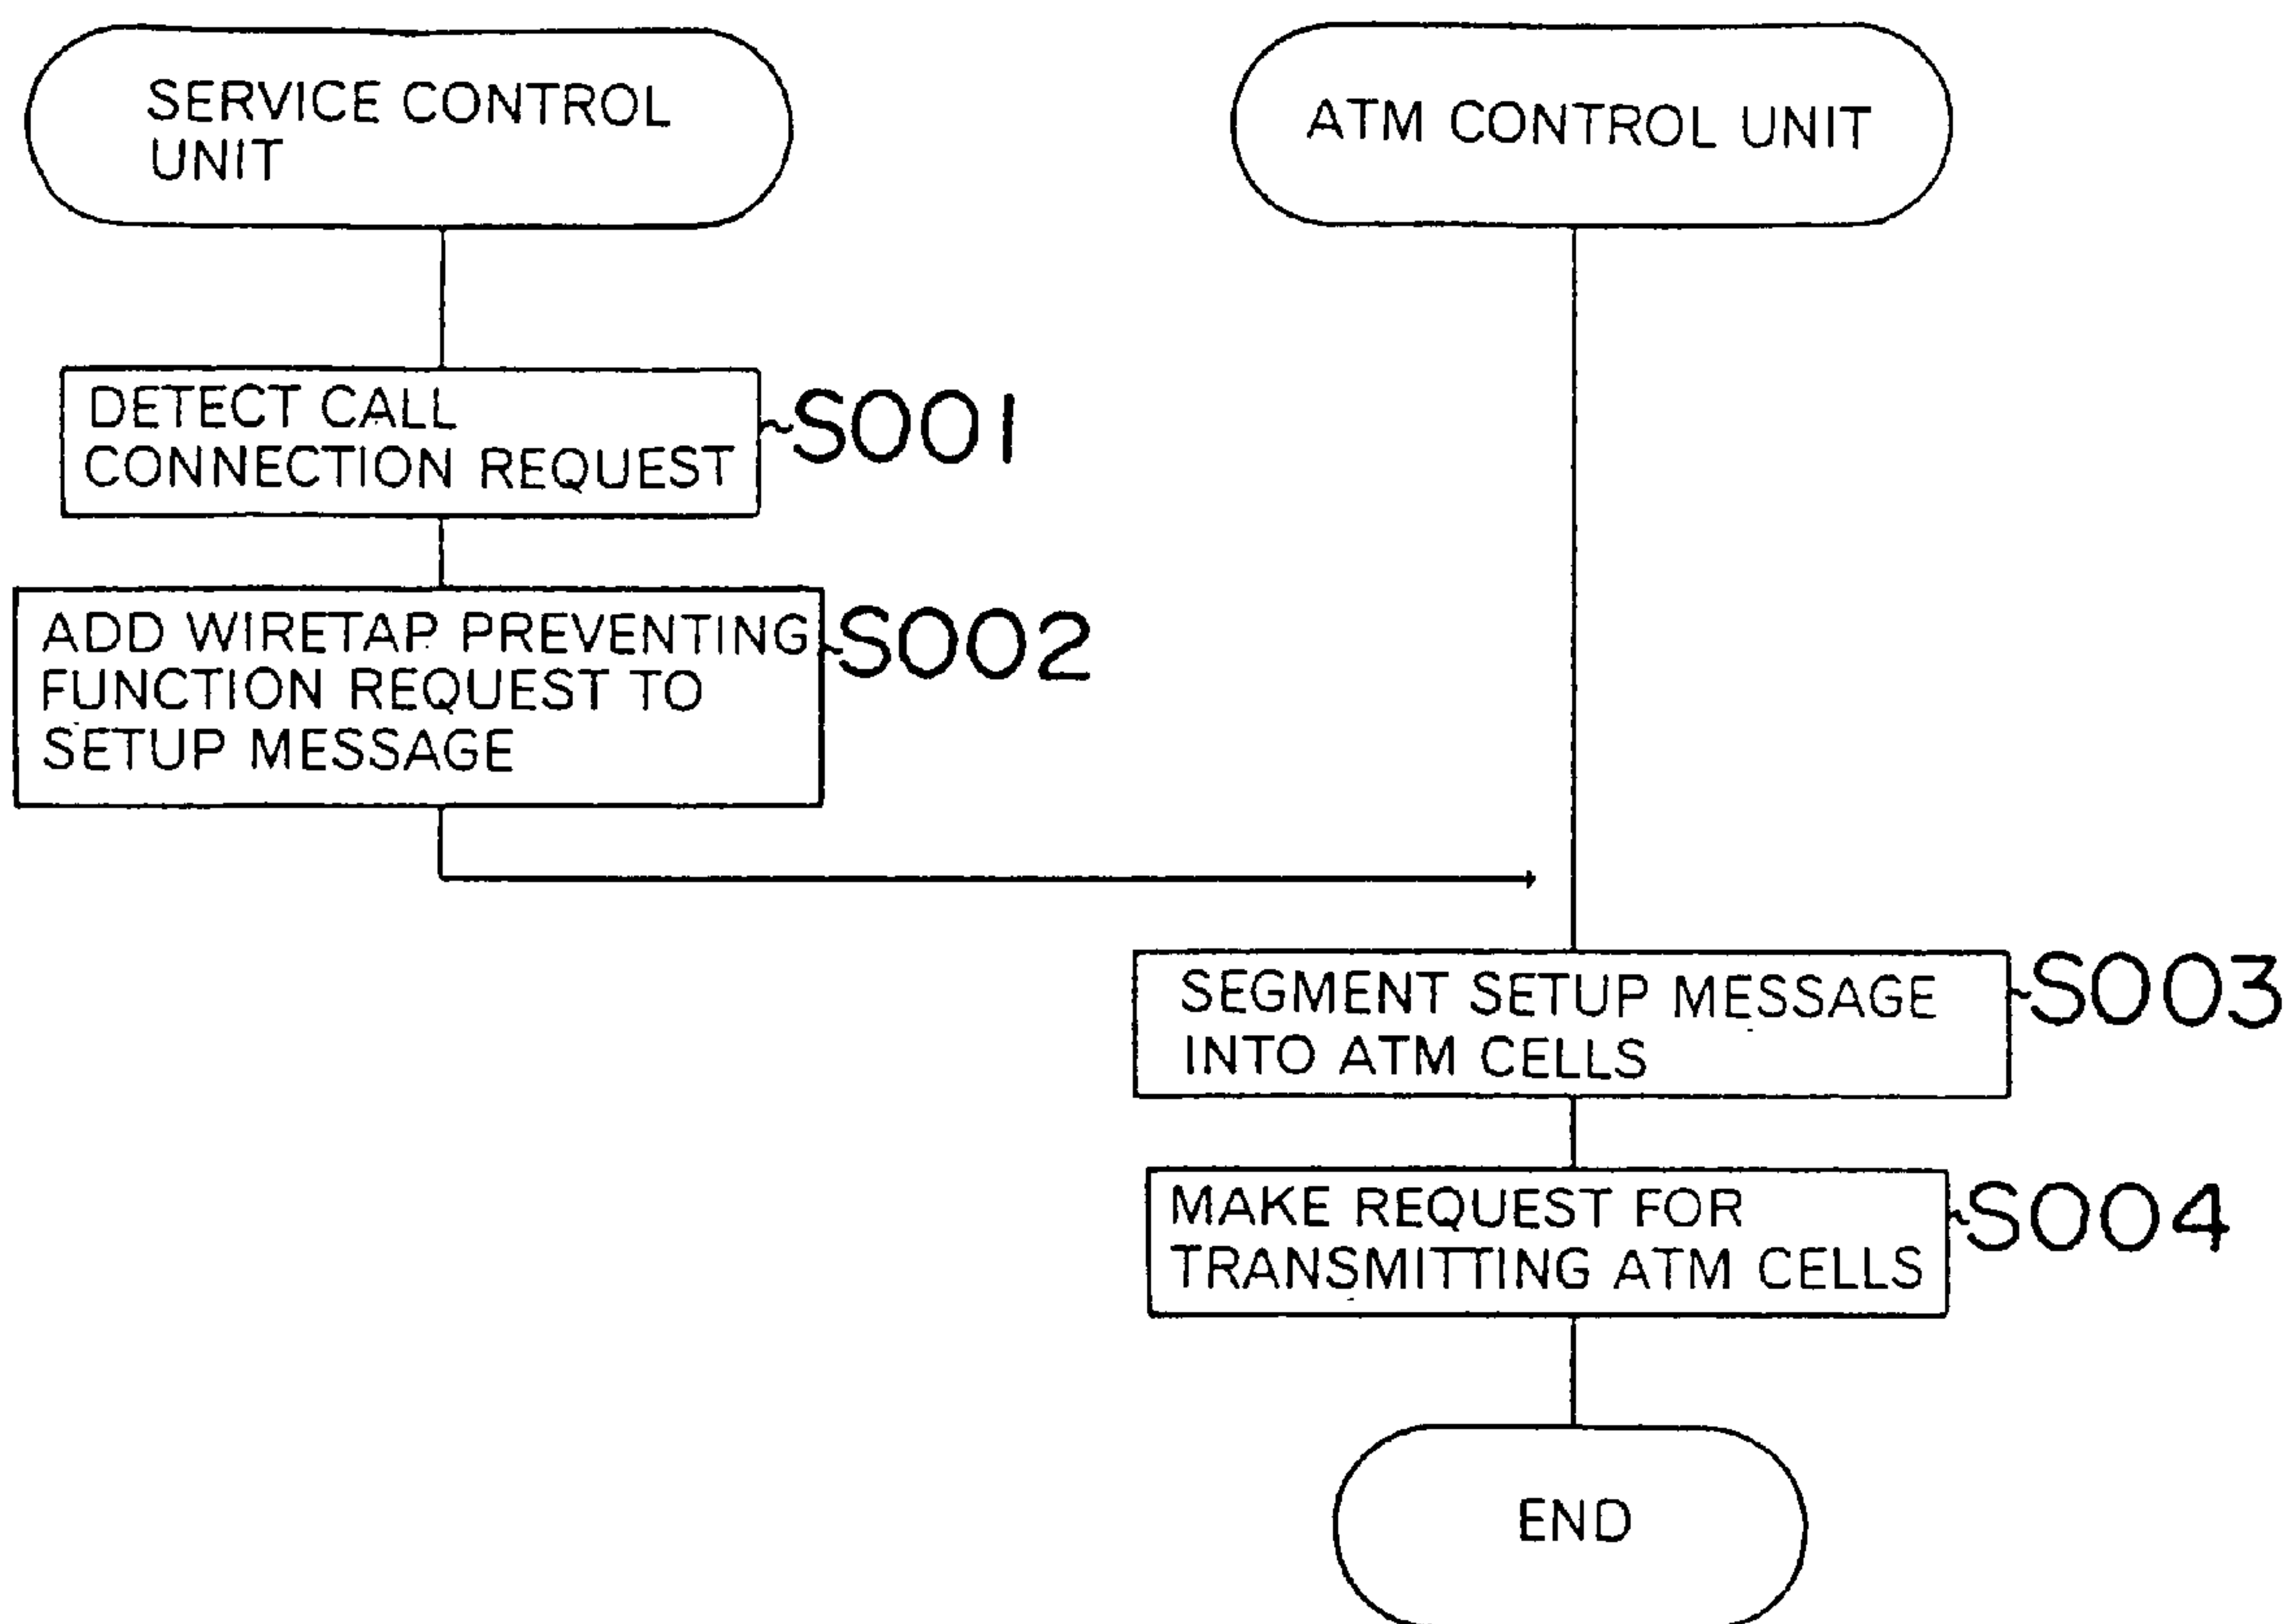 SERVICE CONTROL
UNIT
ATM CONTROL UNIT
DETECT CALL
CONNECTION REQUEST
S001
ADD WIRETAP PREVENTING
FUNCTION REQUEST TO
SETUP MESSAGE
S002
SEGMENT SETUP MESSAGE
INTO ATM CELLS
S003
MAKE REQUEST FOR
TRANSMITTING ATM CELLS
S004
END